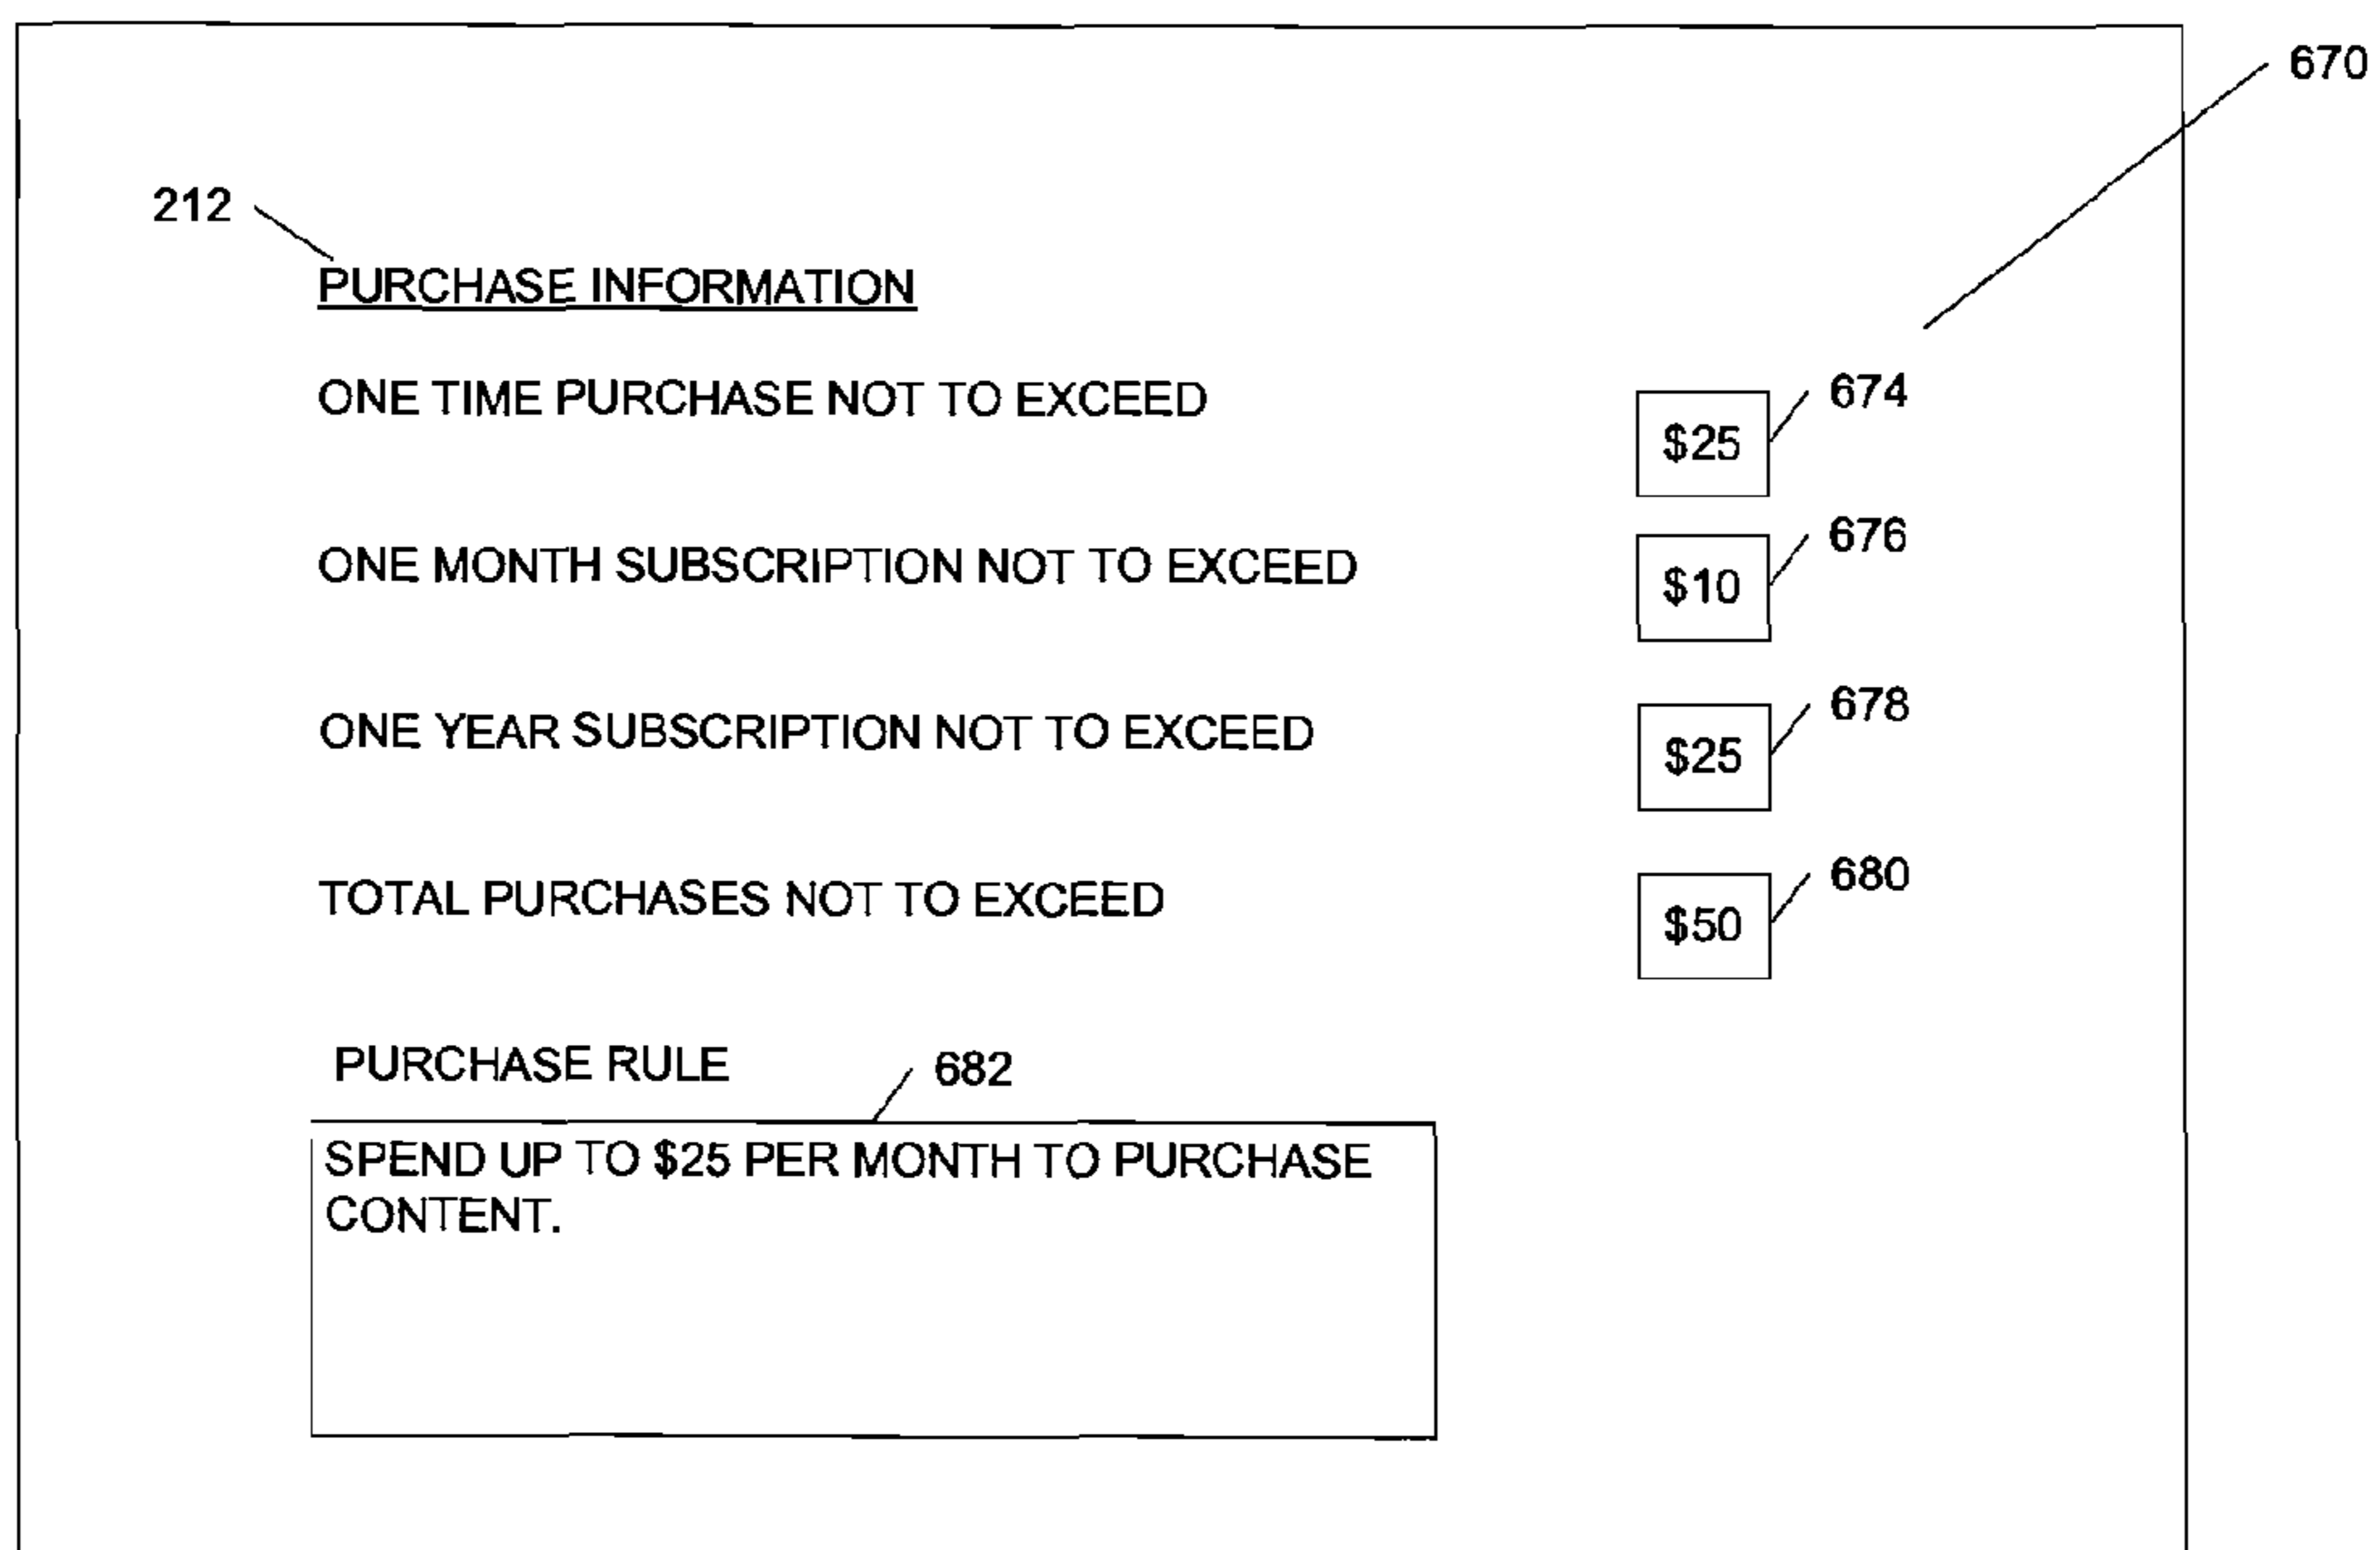 670
212
PURCHASE INFORMATION
ONE TIME PURCHASE NOT TO EXCEED
674
$25
676
ONE MONTH SUBSCRIPTION NOT TO EXCEED
$10
678
ONE YEAR SUBSCRIPTION NOT TO EXCEED
$25
680
TOTAL PURCHASES NOT TO EXCEED
$50
PURCHASE RULE
682
SPEND UP TO $25 PER MONTH TO PURCHASE
CONTENT.